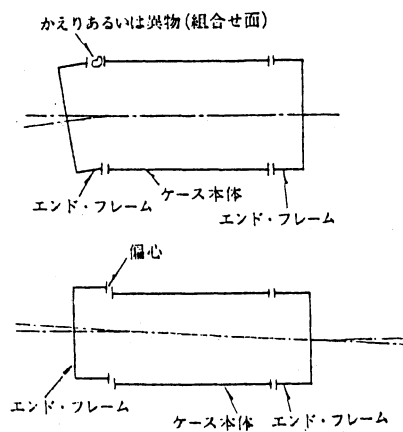 かえりあるいは異物(組合せ面)
エンド・フレーム
ケース本体
エンド・フレーム
偏心
エンド・フレーム
ケース本体
エンド・フレーム